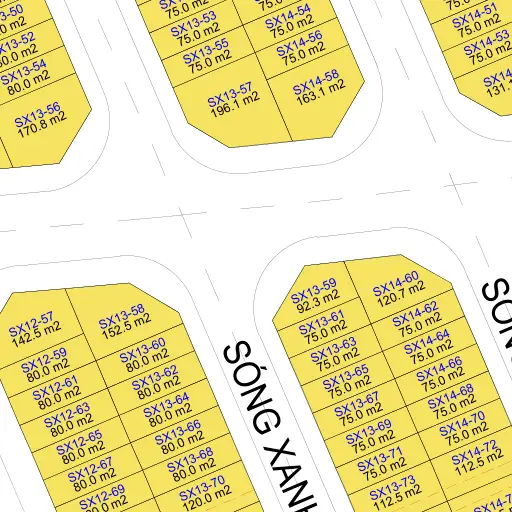 SX13-50
SX13-52
SX13-54
80.0 m2
SX13-56
170.8 m2
75.0 m2
SX13-53
75.0 m2
SX13-55
75.0 m2
SX13-57
196.1 m2
SX14-54
75.0 m2
SX14-56
75.0 m2
SX14-58
163.1 m2
SX14-51
75.0 m2
SX14-53
75.0 m2
SX12-57
142.5 m2
SX12-59
80.0 m2
SX12-61
80.0 m2
SX12-63
80.0 m2
SX12-65
80.0 m2
SX12-67
80.0 m2
SX12-69
SX13-58
152.5 m2
SX13-60
80.0 m2
SX13-62
80.0 m2
SX13-64
80.0 m2
SX13-66
80.0 m2
SX13-68
80.0 m2
SX13-70
120.0 m2
SÓNG XANH
SX13-59
92.3 m2
SX13-61
75.0 m2
SX13-63
75.0 m2
SX13-65
75.0 m2
SX13-67
75.0 m2
SX13-69
75.0 m2
SX13-71
75.0 m2
SX13-73
112.5 m2
SX14-60
120.7 m2
SX14-62
75.0 m2
SX14-64
75.0 m2
SX14-66
75.0 m2
SX14-68
75.0 m2
SX14-70
75.0 m2
SX14-72
112.5 m2